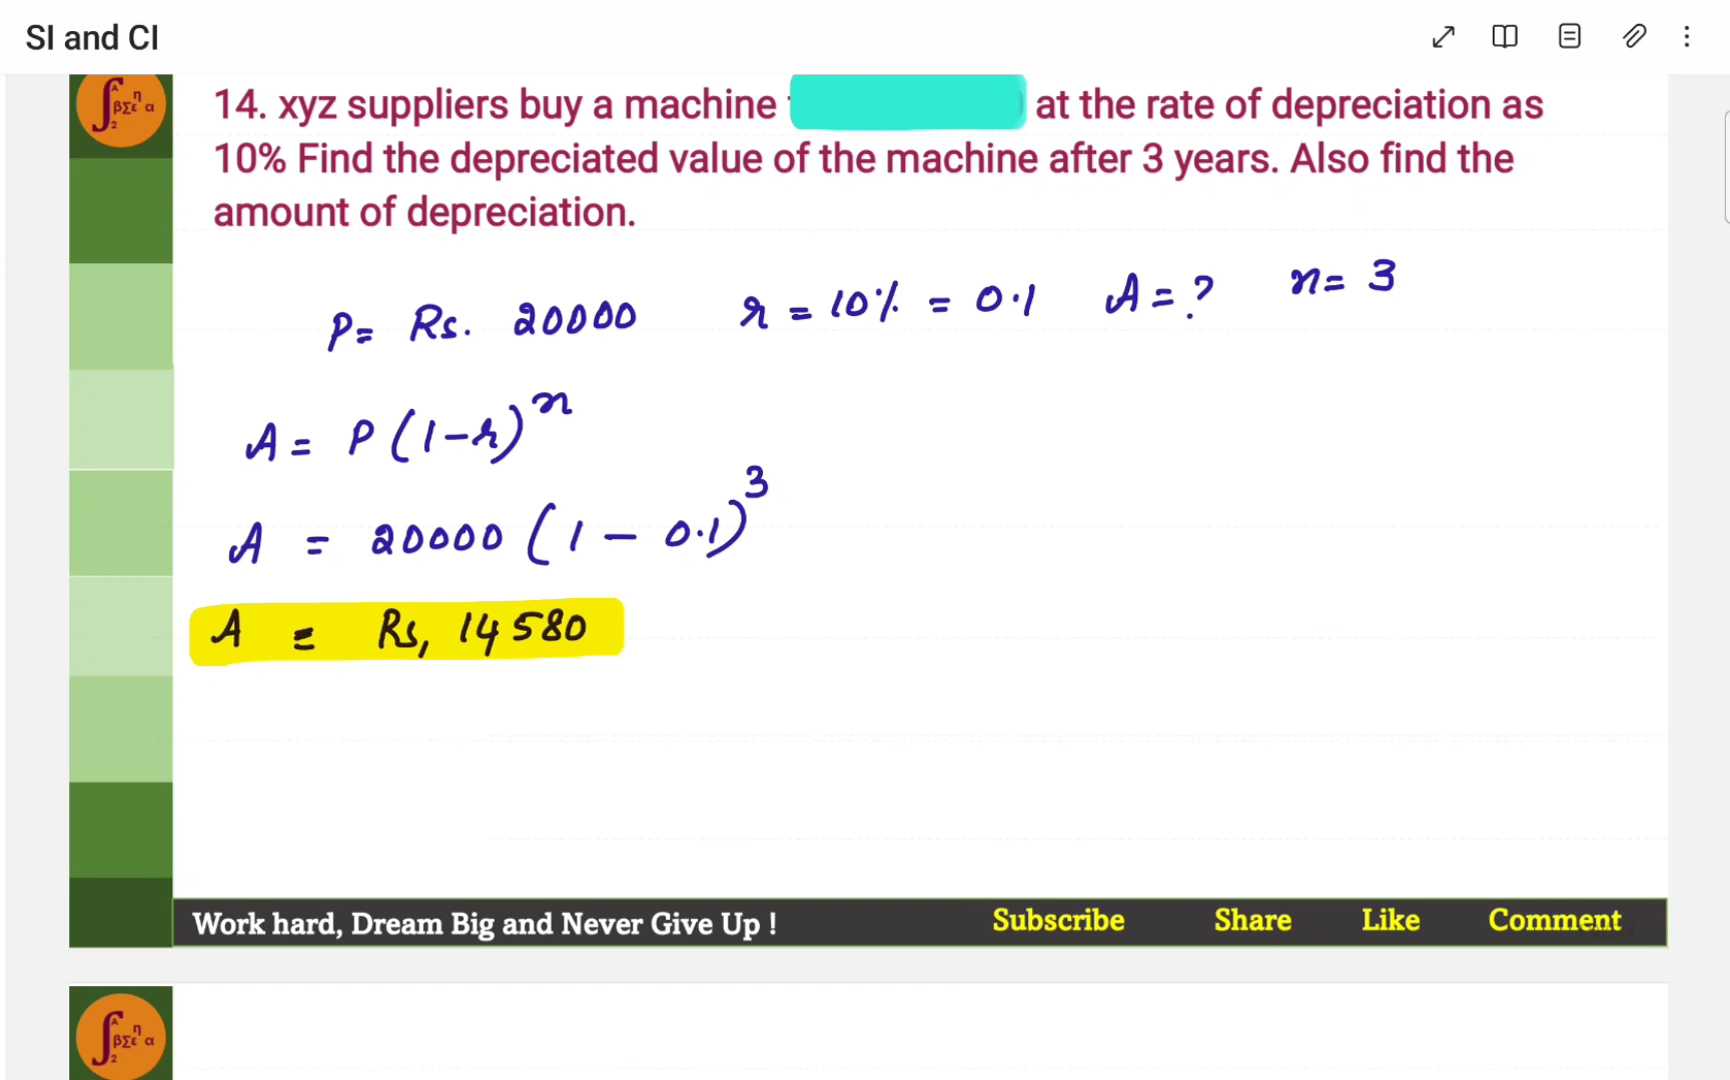 SI and CI
14. xyz suppliers buy a machine at the rate of depreciation as
10% Find the depreciated value of the machine after 3 years. Also find the
amount of depreciation.
P= Rs. 20000 r = 10% = 0.1 A = ? n = 3
A = P (1-r)^n
A = 20000 (1 - 0.1)^3
A = Rs, 14580
Work hard, Dream Big and Never Give Up ! Subscribe Share Like Comment